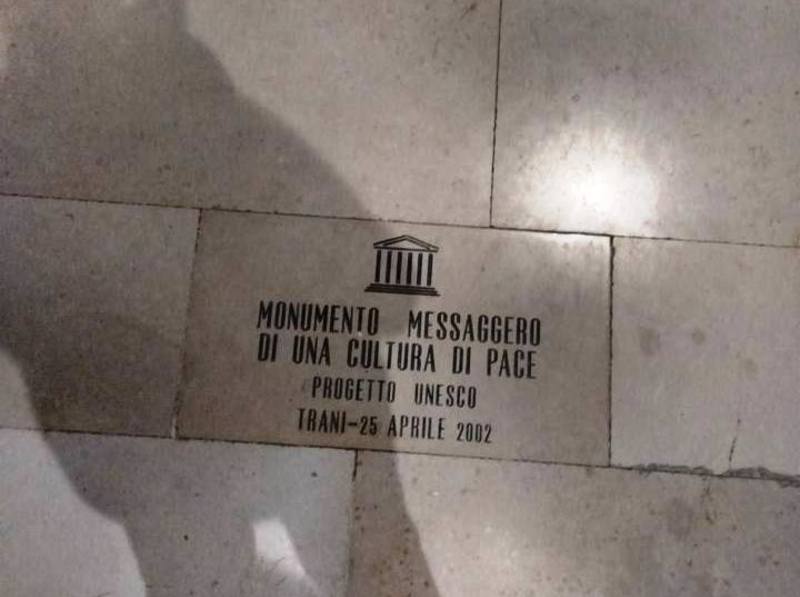 MONUMENTO MESSAGGERO
DI UNA CULTURA DI PACE
PROGETTO UNESCO
TRANI-25 APRILE 2002